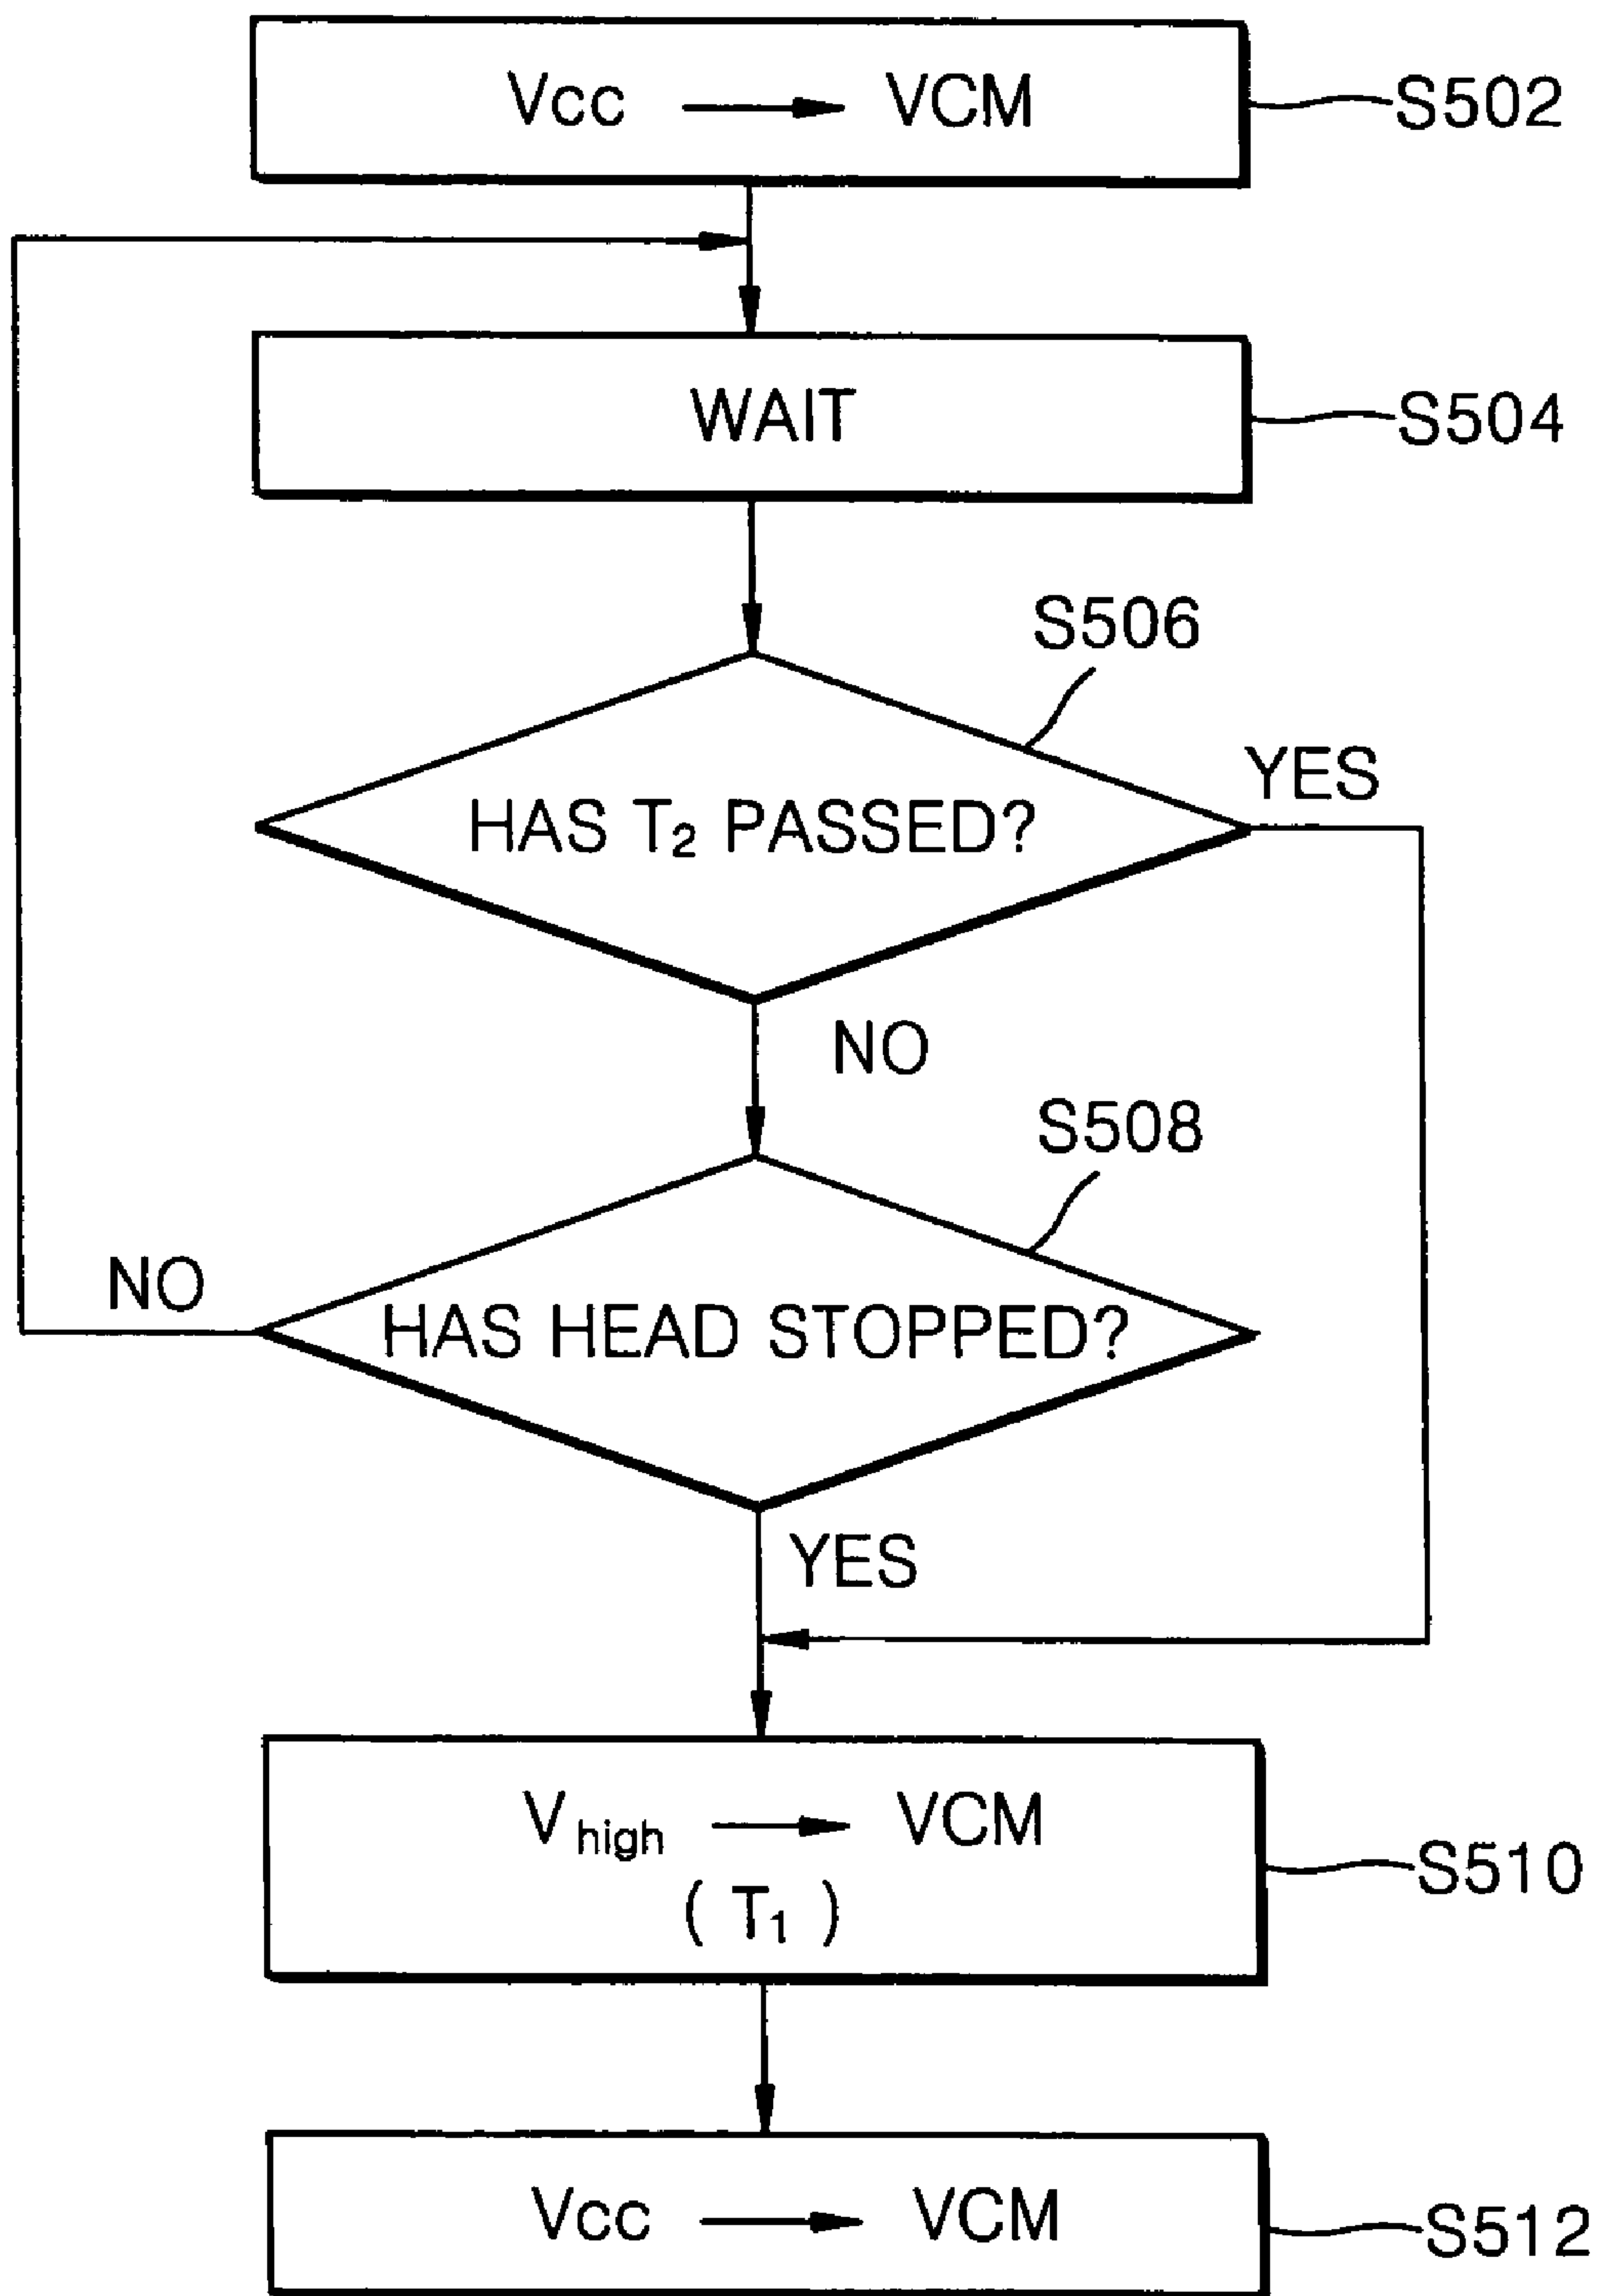 Vcc → VCM
S502
WAIT
S504
S506
HAS T₂ PASSED?
YES
NO
S508
HAS HEAD STOPPED?
NO
YES
V high → VCM
( T₁ )
S510
Vcc → VCM
S512